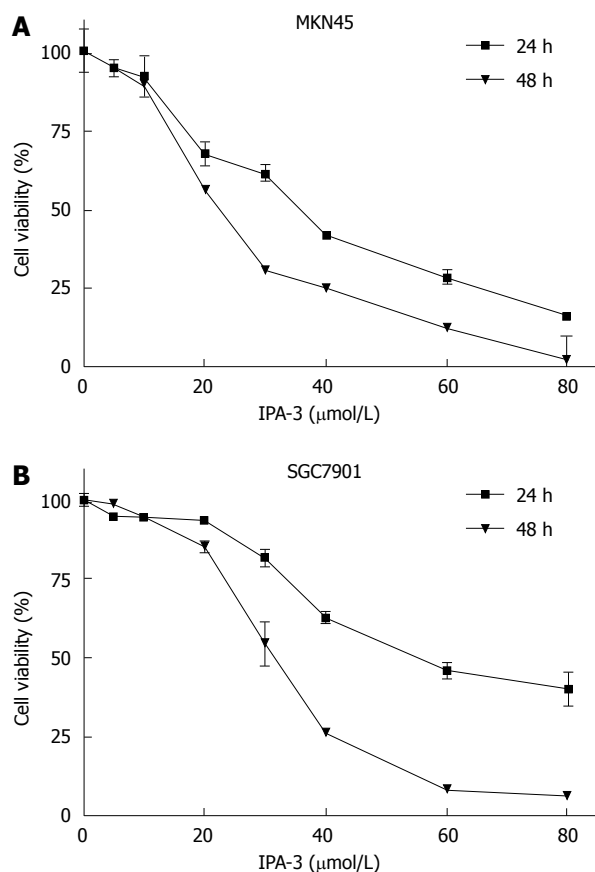 A
MKN45
24 h
48 h
100
75
50
25
0
Cell viability (%)
0 20 40 60 80
IPA-3 (μmol/L)
B
SGC7901
24 h
48 h
100
75
50
25
0
Cell viability (%)
0 20 40 60 80
IPA-3 (μmol/L)